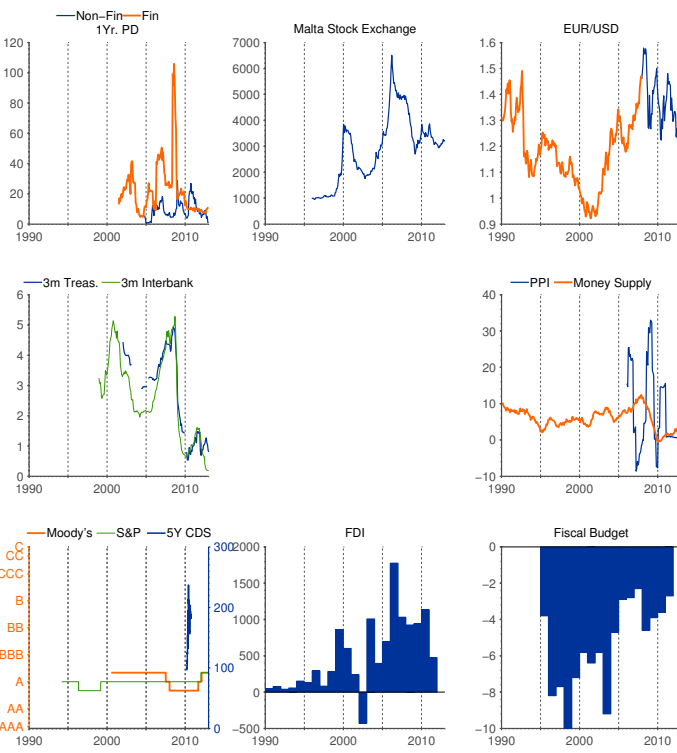 Non−Fin Fin
1Yr. PD
120
100
80
60
40
20
0
1990 2000 2010
Malta Stock Exchange
7000
6000
5000
4000
3000
2000
1000
0
1990 2000 2010
EUR/USD
1.6
1.5
1.4
1.3
1.2
1.1
1
0.9
1990 2000 2010
3m Treas. 3m Interbank
6
5
4
3
2
1
0
1990 2000 2010
PPI Money Supply
40
30
20
10
0
−10
1990 2000 2010
Moody's S&P 5Y CDS
C
CC
CCC
B
BB
BBB
A
AA
AAA
300
200
100
0
1990 2000 2010
FDI
2000
1500
1000
500
0
−500
1990 2000 2010
Fiscal Budget
0
−2
−4
−6
−8
−10
1990 2000 2010